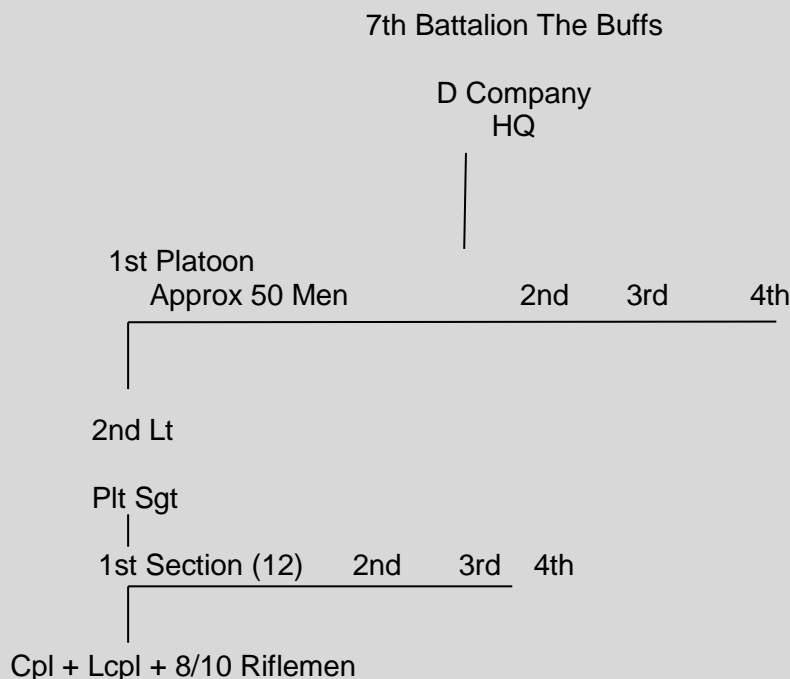 7th Battalion The Buffs
D Company
HQ
1st Platoon
Approx 50 Men 2nd 3rd 4th
2nd Lt
Plt Sgt
1st Section (12) 2nd 3rd 4th
Cpl + Lcpl + 8/10 Riflemen